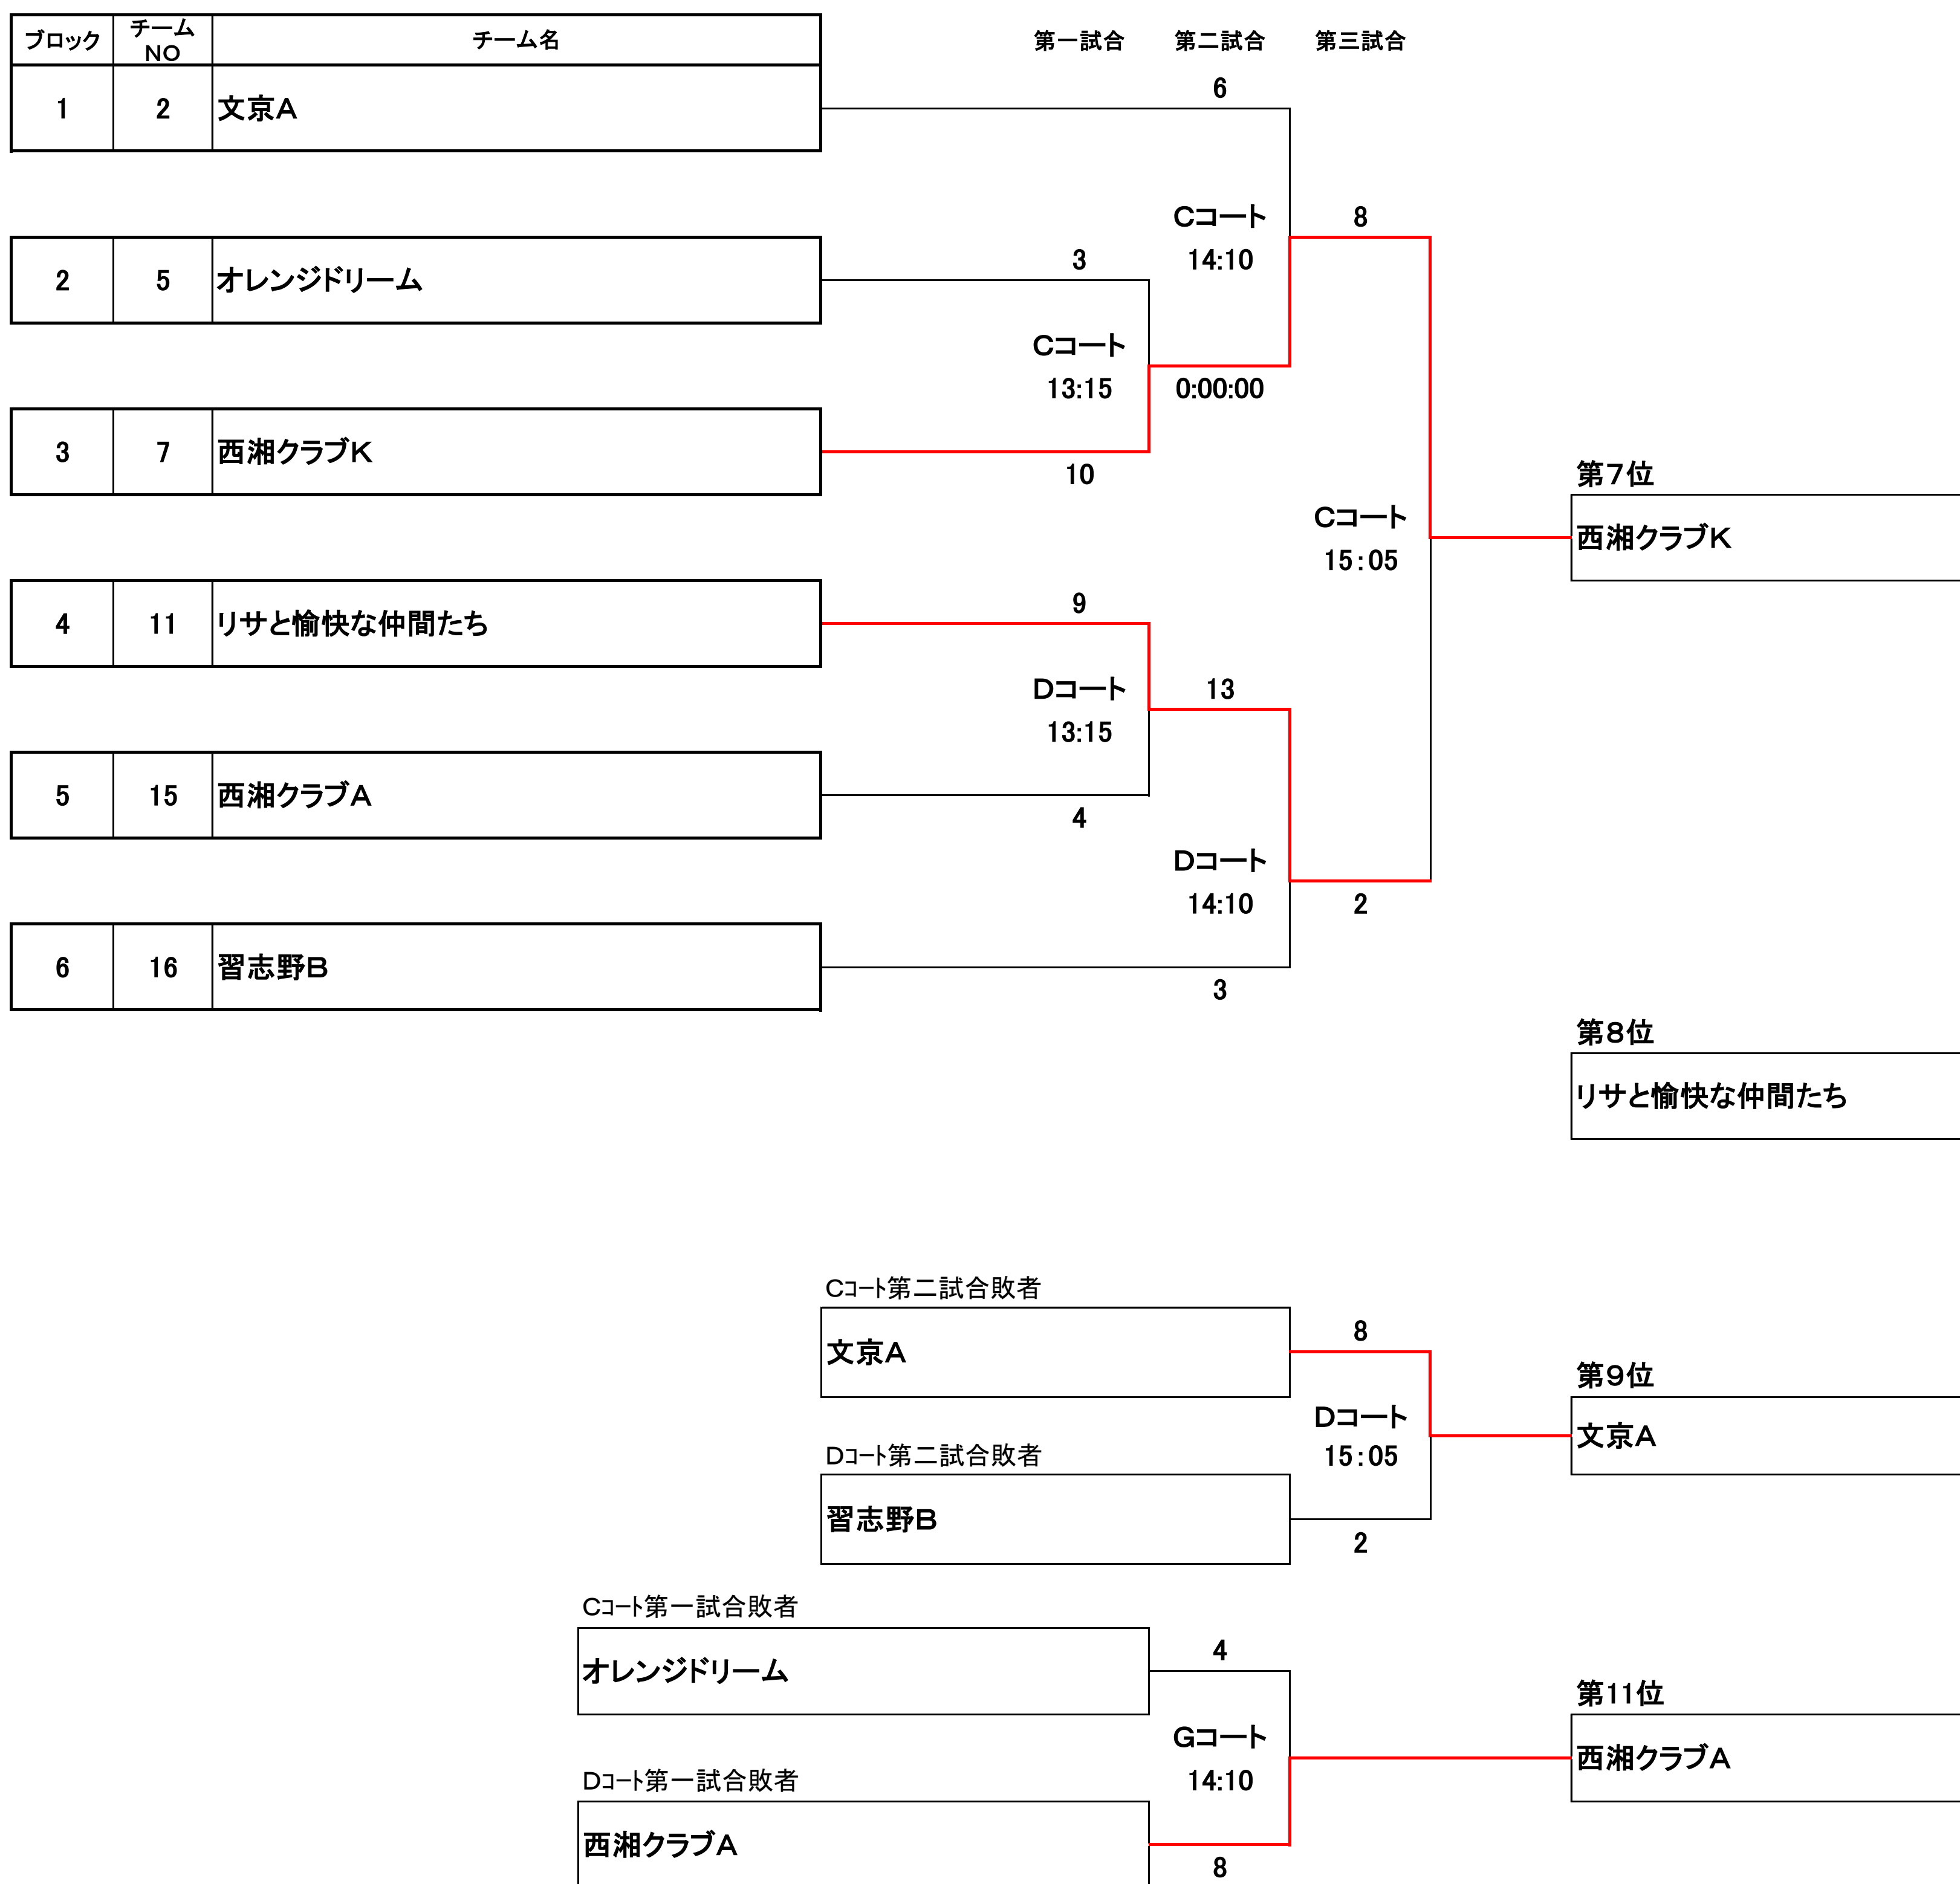 ブロック チームNO チーム名 第一試合 第二試合 第三試合
6
1 2 文京A
Cコート 8
14:10
3
2 5 オレンジドリーム
Cコート
13:15 0:00:00
3 7 西湘クラブK
10
第7位
Cコート
西湘クラブK
15:05
9
4 11 リサと愉快な仲間たち
Dコート 13
13:15
5 15 西湘クラブA
4
Dコート
14:10 2
6 16 習志野B
3
第8位
リサと愉快な仲間たち
Cコート第二試合敗者
8
文京A
第9位
Dコート
文京A
Dコート第二試合敗者
15:05
習志野B
2
Cコート第一試合敗者
4
オレンジドリーム
第11位
Gコート
西湘クラブA
Dコート第一試合敗者
14:10
西湘クラブA
8